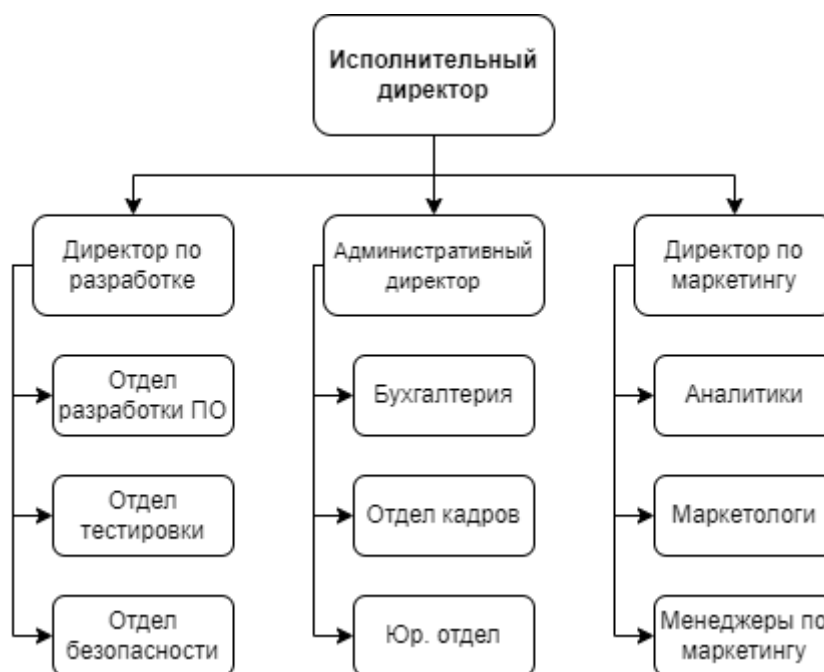 Исполнительный
директор
Директор по
разработке
Административный
директор
Директор по
маркетингу
Отдел
разработки ПО
Бухгалтерия
Аналитики
Отдел
тестировки
Отдел кадров
Маркетологи
Отдел
безопасности
Юр. отдел
Менеджеры по
маркетингу